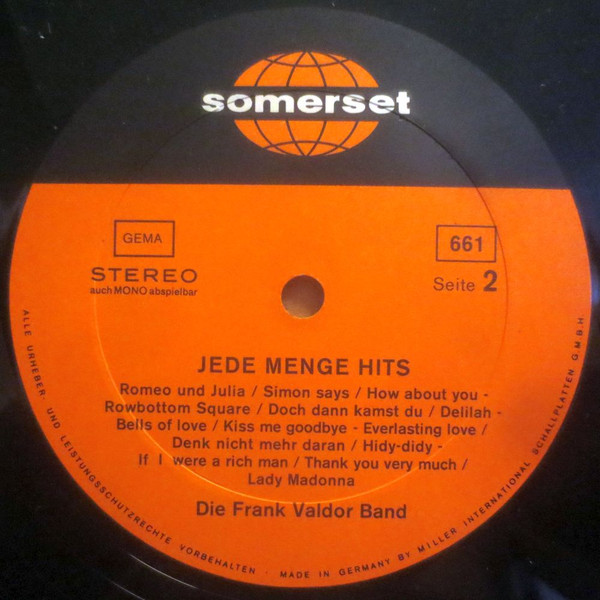 somerset
GEMA
661
STEREO
Seite 2
auch MONO abspielbar
JEDE MENGE HITS
Romeo und Julia / Simon says / How about you -
Rowbottom Square / Doch dann kamst du / Delilah -
Bells of love / Kiss me goodbye - Everlasting love /
Denk nicht mehr daran / Hidy-didy -
If I were a rich man / Thank you very much /
Lady Madonna
Die Frank Valdor Band
ALLE URHEBER- UND LEISTUNGSSCHUTZRECHTE VORBEHALTEN · MADE IN GERMANY BY MILLER INTERNATIONAL SCHALLPLATTEN G.M.B.H.